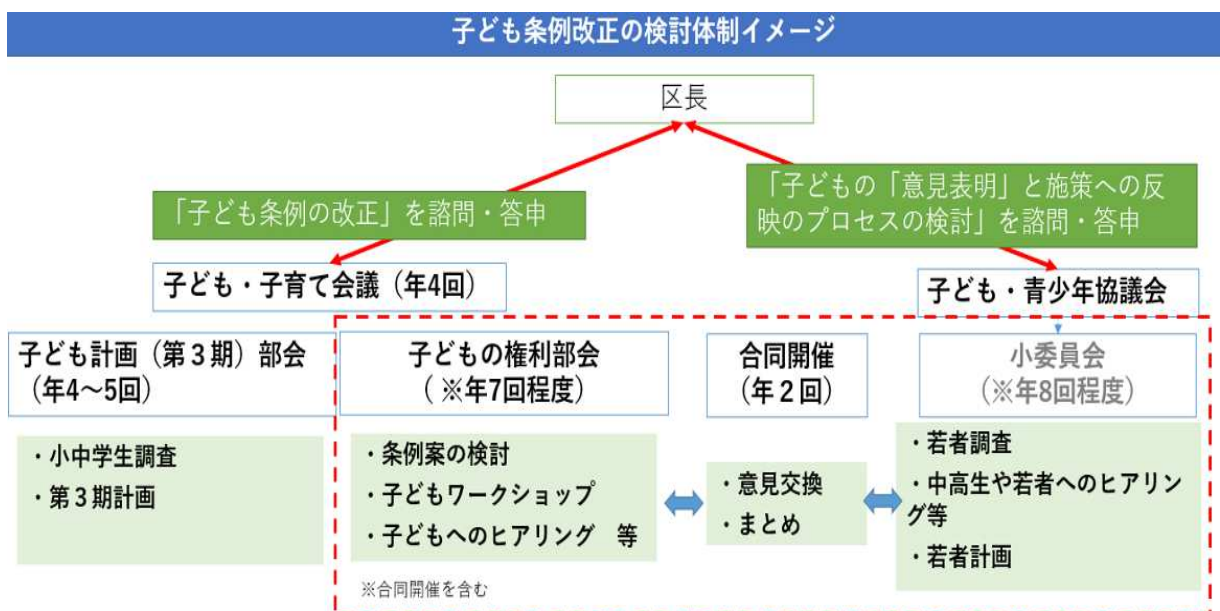 子ども条例改正の検討体制イメージ
区長
「子ども条例の改正」を諮問・答申
「子どもの「意見表明」と施策への反
映のプロセスの検討」を諮問・答申
子ども・子育て会議（年4回）
子ども・青少年協議会
子ども計画（第３期）部会
（年4～5回）
子どもの権利部会
（ ※年7回程度）
合同開催
（年２回）
小委員会
（※年8回程度）
・小中学生調査
・第３期計画
・条例案の検討
・子どもワークショップ
・子どもへのヒアリング　等
・意見交換
・まとめ
・若者調査
・中高生や若者へのヒアリン
グ等
・若者計画
※合同開催を含む